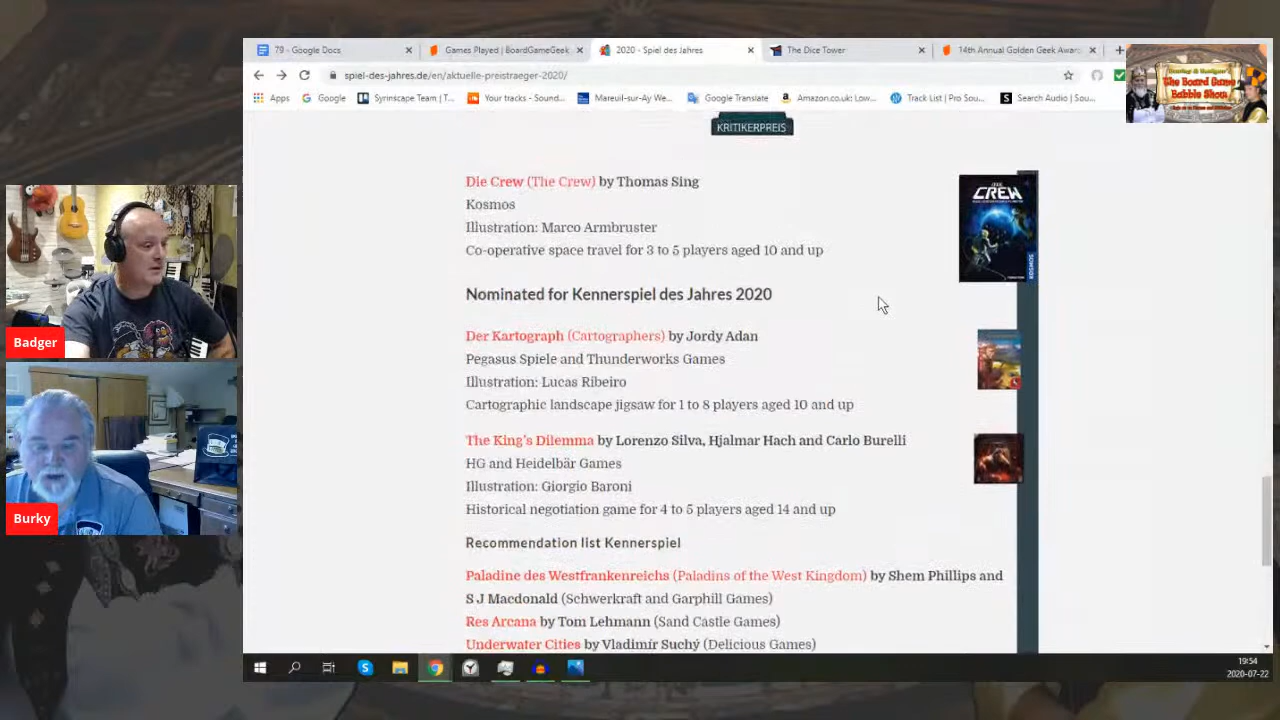 79 - Google Docs
Games Played | BoardGameGeek
2020 - Spiel des Jahres
The Dice Tower
14th Annual Golden Geek Awar
spiel-des-jahres.de/en/aktuelle-preistraeger-2020/
Apps
Google
Syrinscape Team | T...
Your tracks - Sound...
Mareuil-sur-Ay We...
Google Translate
Amazon.co.uk: Low...
Track List | Pro Sou...
Search Audio | Sou...
The Board Game
Babble Show
KRITIKERPREIS
Die Crew (The Crew) by Thomas Sing
Kosmos
Illustration: Marco Armbruster
Co-operative space travel for 3 to 5 players aged 10 and up
CREW
KOSMOS
Nominated for Kennerspiel des Jahres 2020
Der Kartograph (Cartographers) by Jordy Adan
Pegasus Spiele and Thunderworks Games
Illustration: Lucas Ribeiro
Cartographic landscape jigsaw for 1 to 8 players aged 10 and up
The King's Dilemma by Lorenzo Silva, Hjalmar Hach and Carlo Burelli
HG and Heidelbär Games
Illustration: Giorgio Baroni
Historical negotiation game for 4 to 5 players aged 14 and up
Recommendation list Kennerspiel
Paladine des Westfrankenreichs (Paladins of the West Kingdom) by Shem Phillips and
S J Macdonald (Schwerkraft and Garphill Games)
Res Arcana by Tom Lehmann (Sand Castle Games)
Underwater Cities by Vladimír Suchý (Delicious Games)
Badger
Burky
19:54
2020-07-22